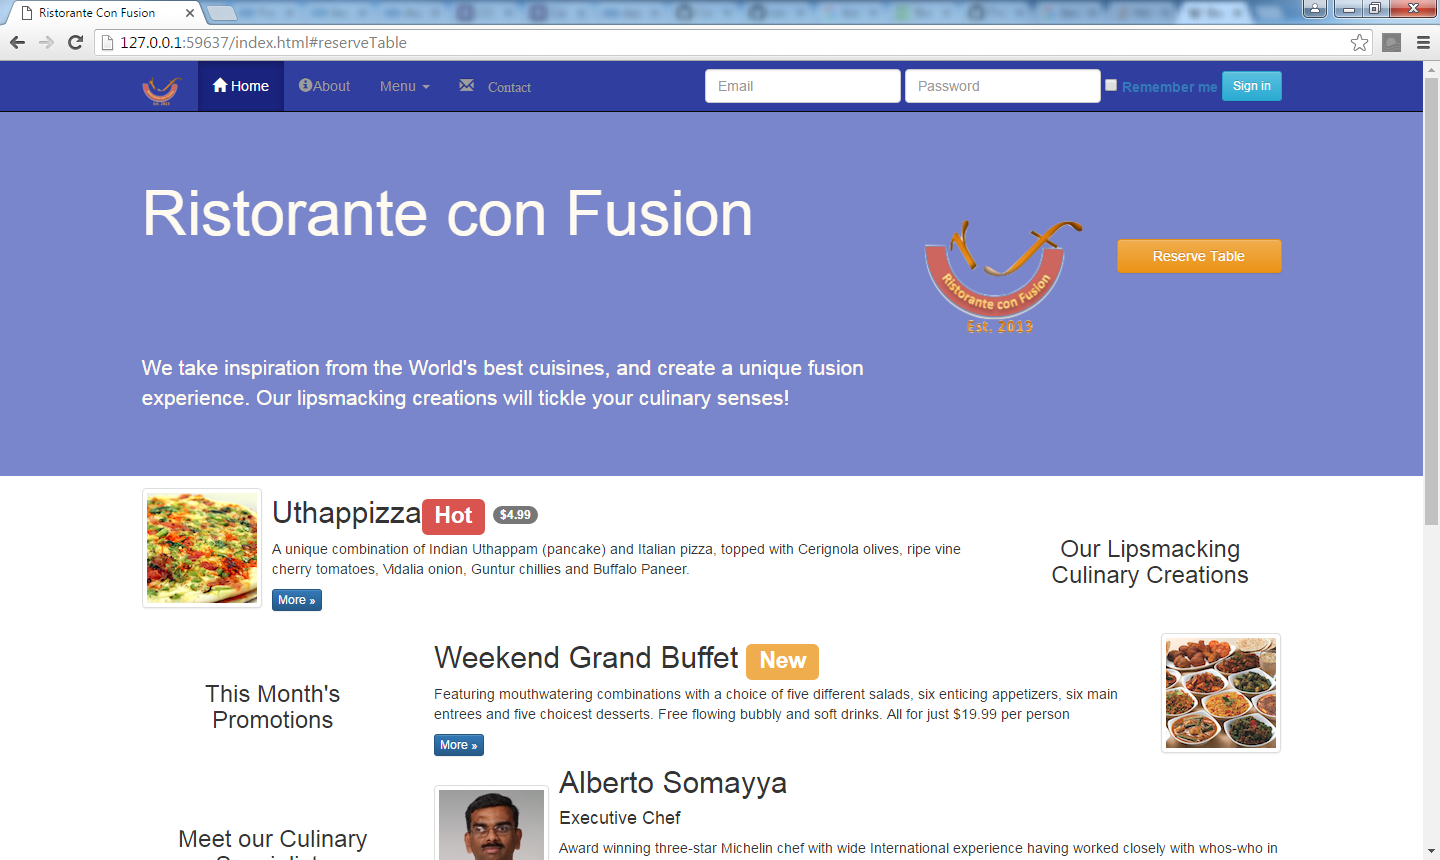 Ristorante Con Fusion
127.0.0.1:59637/index.html#reserveTable
Home About Menu Contact Email Password Remember me Sign in
Ristorante con Fusion
Ristorante con Fusion
Est. 2013
Reserve Table
We take inspiration from the World's best cuisines, and create a unique fusion
experience. Our lipsmacking creations will tickle your culinary senses!
Uthappizza Hot $4.99
A unique combination of Indian Uthappam (pancake) and Italian pizza, topped with Cerignola olives, ripe vine
cherry tomatoes, Vidalia onion, Guntur chillies and Buffalo Paneer.
More »
Our Lipsmacking
Culinary Creations
This Month's
Promotions
Weekend Grand Buffet New
Featuring mouthwatering combinations with a choice of five different salads, six enticing appetizers, six main
entrees and five choicest desserts. Free flowing bubbly and soft drinks. All for just $19.99 per person
More »
Meet our Culinary
Alberto Somayya
Executive Chef
Award winning three-star Michelin chef with wide International experience having worked closely with whos-who in